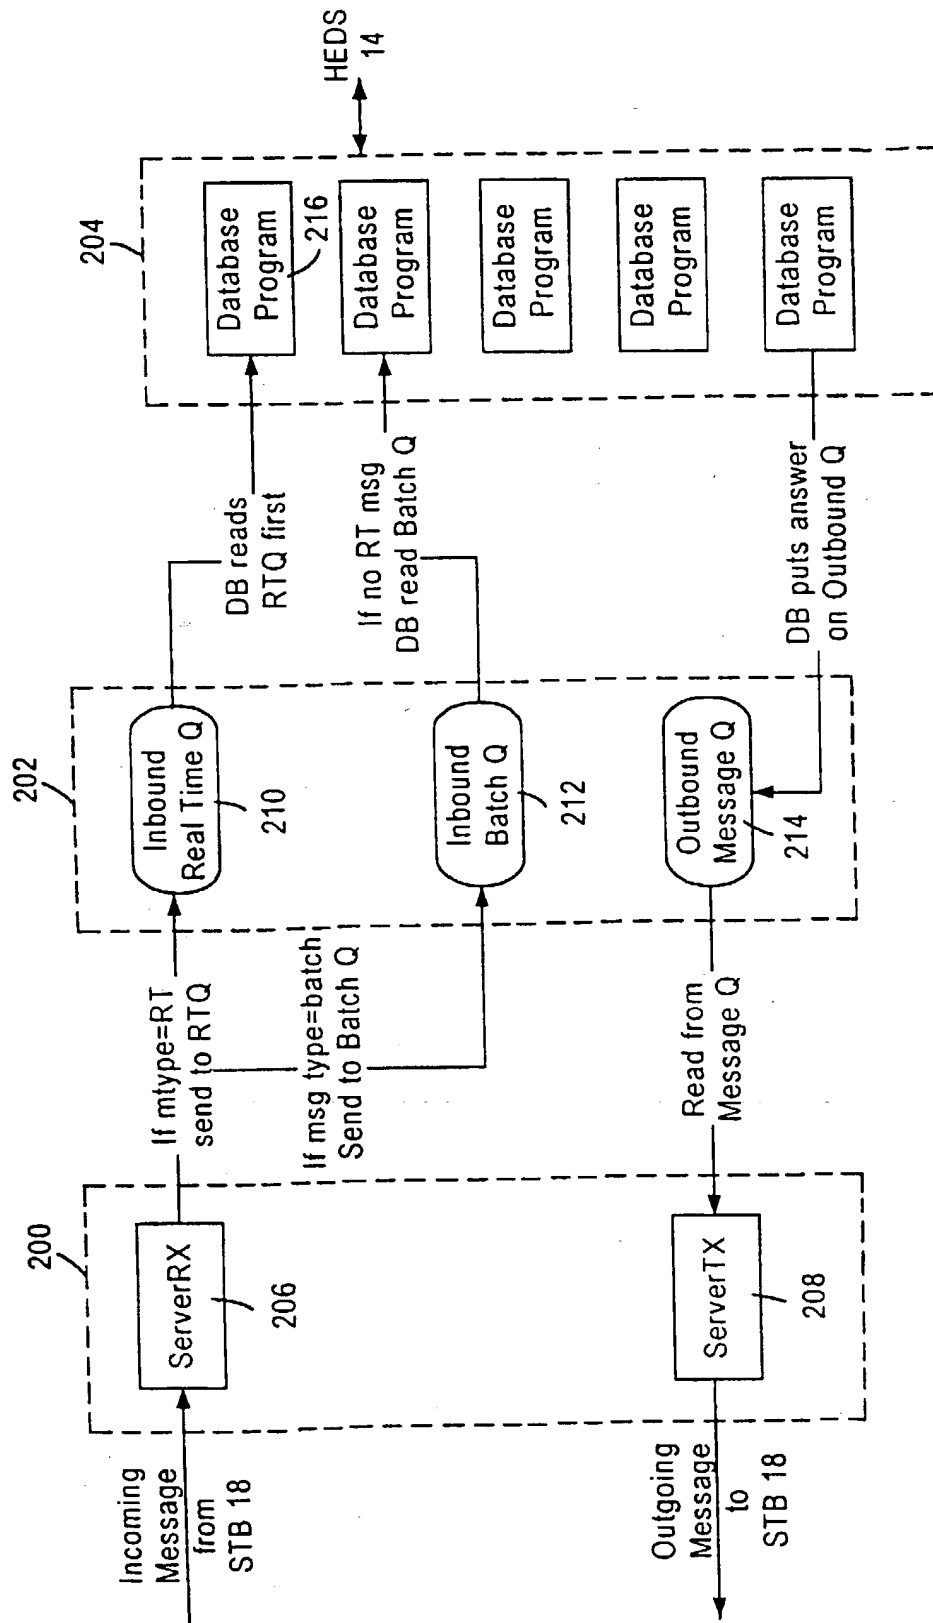 Incoming
Message
from
STB 18
Outgoing
Message
to
STB 18
200
ServerRX
206
ServerTX
208
If mtype=RT
send to RTQ
If msg type=batch
Send to Batch Q
Read from
Message Q
202
Inbound
Real Time Q
210
Inbound
Batch Q
212
Outbound
Message Q
214
DB reads
RTQ first
If no RT msg
DB read Batch Q
DB puts answer
on Outbound Q
204
Database
Program
216
Database
Program
Database
Program
Database
Program
Database
Program
HEDS
14